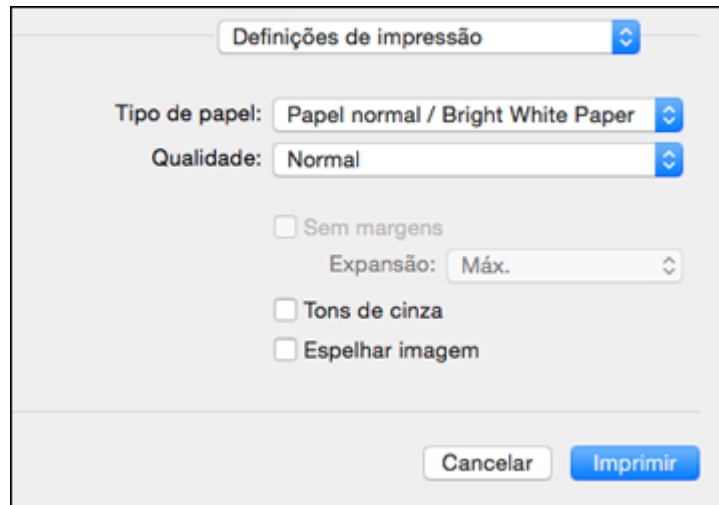 Definições de impressão
Tipo de papel: Papel normal / Bright White Paper
Qualidade: Normal
Sem margens
Expansão: Máx.
Tons de cinza
Espelhar imagem
Cancelar Imprimir